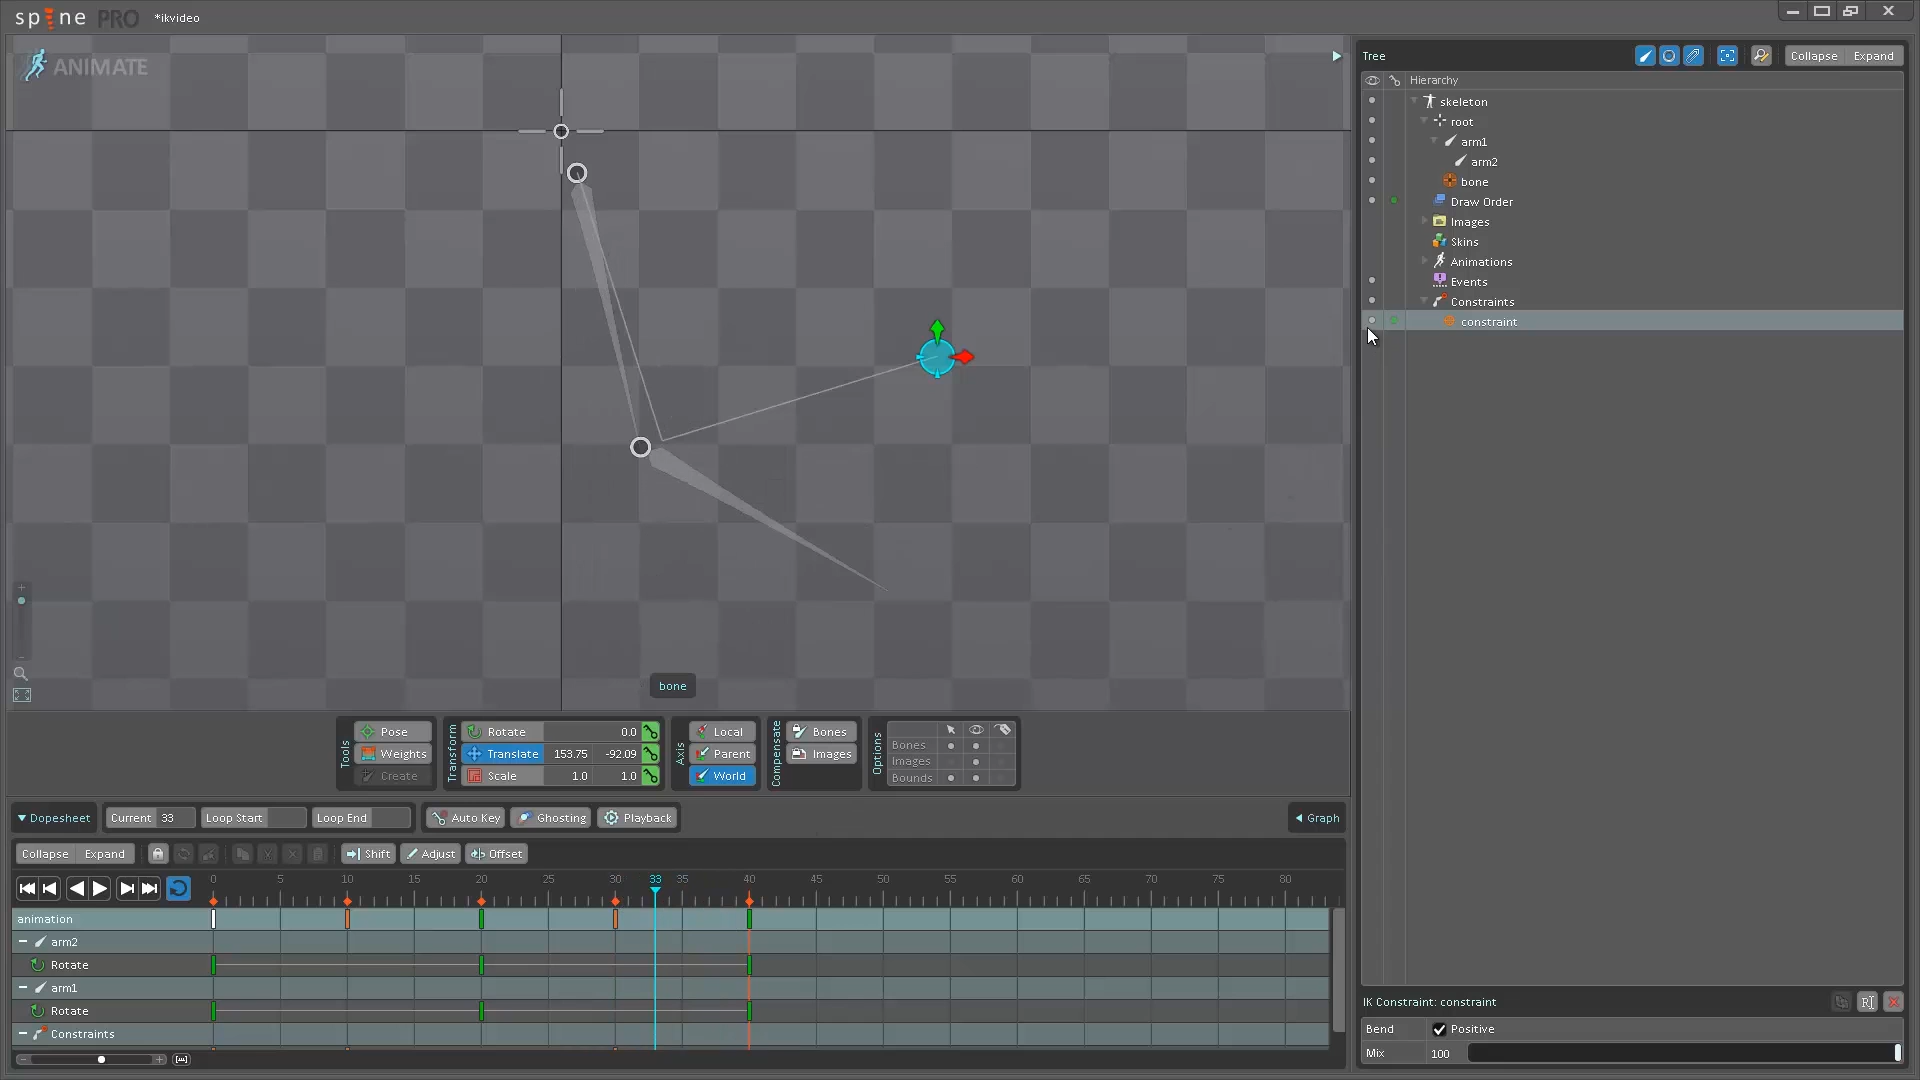 spine PRO *ikvideo
ANIMATE
bone
Tools
Pose
Weights
Create
Transform
Rotate 0.0
Translate 153.75 -92.09
Scale 1.0 1.0
Axis
Local
Parent
World
Compensate
Bones
Images
Options
Bones
Images
Bounds
Tree Collapse Expand
Hierarchy
skeleton
root
arm1
arm2
bone
Draw Order
Images
Skins
Animations
Events
Constraints
constraint
IK Constraint: constraint
Bend Positive
Mix 100
Dopesheet Current 33 Loop Start Loop End Auto Key Ghosting Playback Graph
Collapse Expand Shift Adjust Offset
0 5 10 15 20 25 30 33 35 40 45 50 55 60 65 70 75 80
animation
arm2
Rotate
arm1
Rotate
Constraints